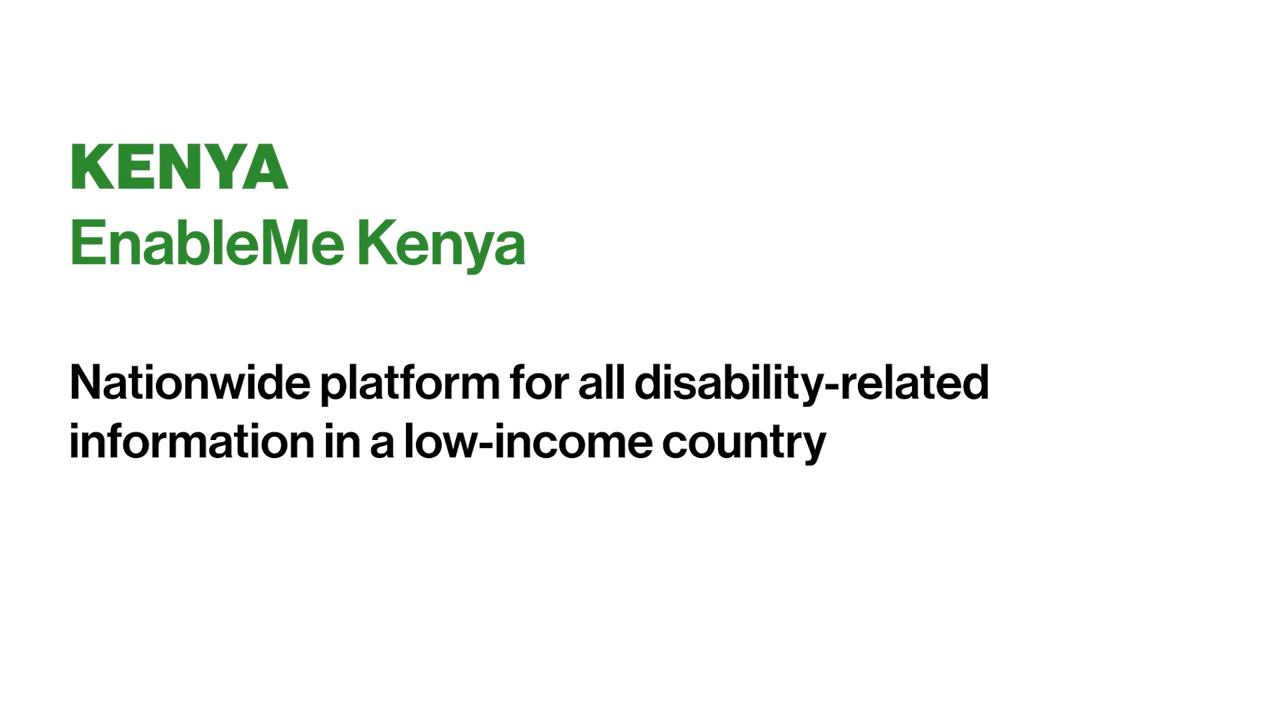 KENYA
EnableMe Kenya
Nationwide platform for all disability-related
information in a low-income country